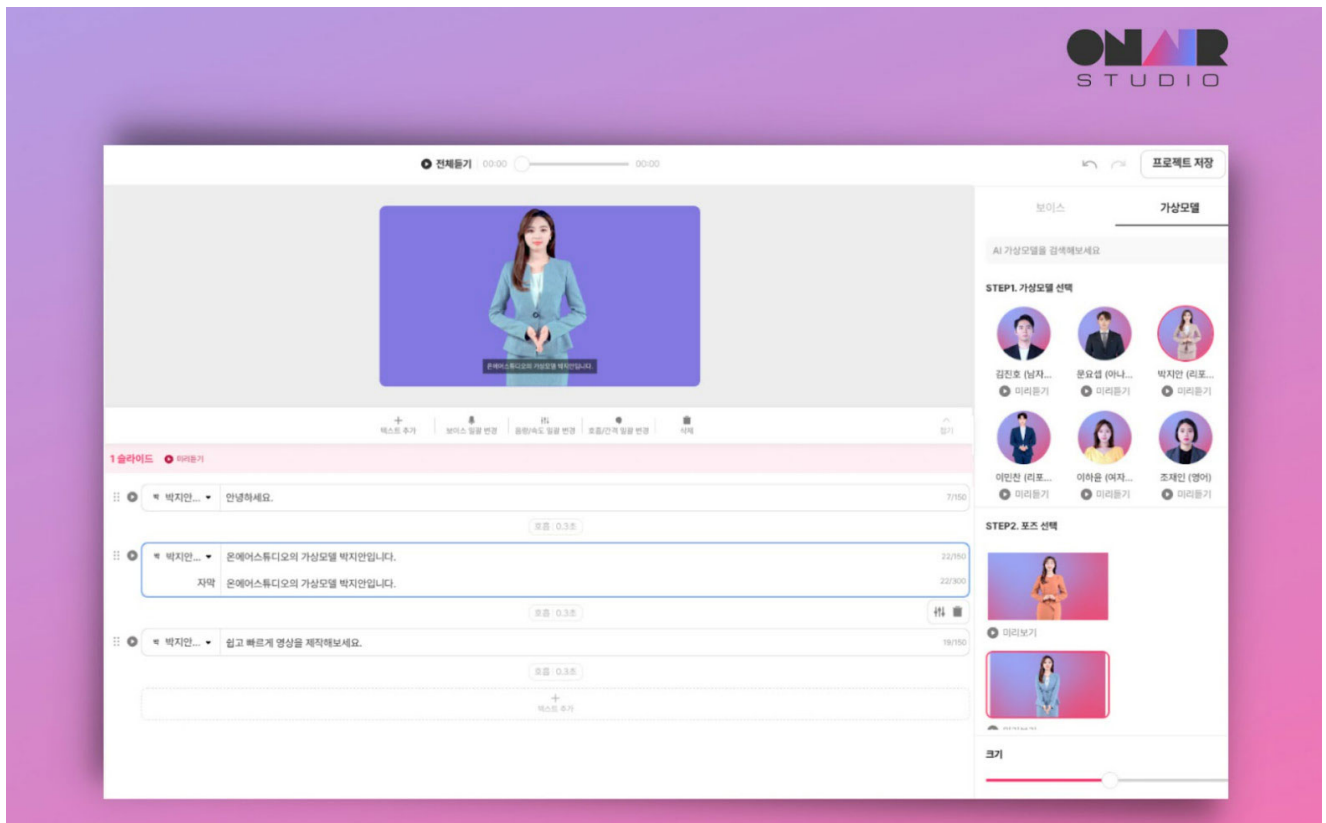 ONAIR
STUDIO
전체듣기 00:00 00:00
프로젝트 저장
보이스 가상모델
AI 가상모델을 검색해보세요
STEP1. 가상모델 선택
김진호 (남자... 문요셉 (아나... 박지안 (리포...
미리듣기 미리듣기 미리듣기
이민찬 (리포... 이하윤 (여자... 조재인 (영어)
미리듣기 미리듣기 미리듣기
STEP2. 포즈 선택
미리보기
미리보기
크기
온에어스튜디오의 가상모델 박지안입니다.
텍스트 추가 보이스 일괄 변경 음량/속도 일괄 변경 호흡/간격 일괄 변경 삭제 접기
1 슬라이드 미리듣기
박지안... 안녕하세요. 7/150
호흡 0.3초
박지안... 온에어스튜디오의 가상모델 박지안입니다. 22/150
자막 온에어스튜디오의 가상모델 박지안입니다. 22/300
호흡 0.3초
박지안... 쉽고 빠르게 영상을 제작해보세요. 19/150
호흡 0.3초
텍스트 추가